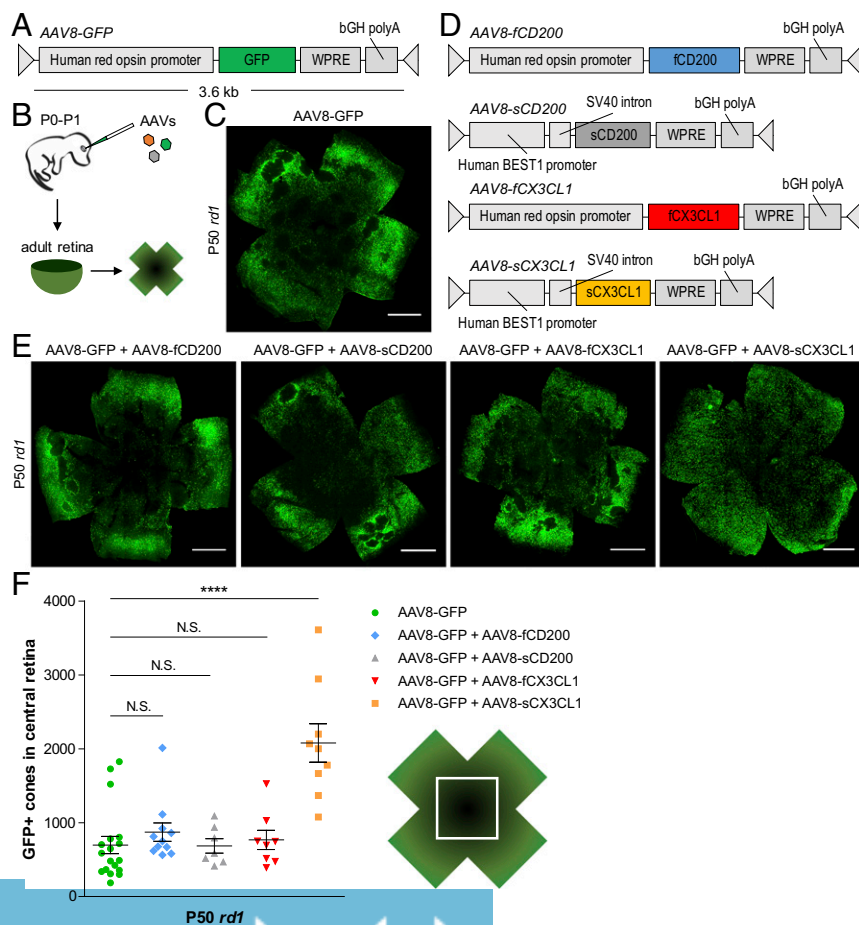 A
AAV8-GFP
bGH polyA
Human red opsin promoter
GFP
WPRE
3.6 kb
B
P0-P1
AAVs
adult retina
C
AAV8-GFP
P50 rd1
D
AAV8-fCD200
bGH polyA
Human red opsin promoter
fCD200
WPRE
AAV8-sCD200
SV40 intron
bGH polyA
sCD200
WPRE
Human BEST1 promoter
AAV8-fCX3CL1
bGH polyA
Human red opsin promoter
fCX3CL1
WPRE
AAV8-sCX3CL1
SV40 intron
bGH polyA
sCX3CL1
WPRE
Human BEST1 promoter
E
AAV8-GFP + AAV8-fCD200
AAV8-GFP + AAV8-sCD200
AAV8-GFP + AAV8-fCX3CL1
AAV8-GFP + AAV8-sCX3CL1
P50 rd1
F
GFP+ cones in central retina
4000
3000
2000
1000
0
****
N.S.
N.S.
N.S.
P50 rd1
AAV8-GFP
AAV8-GFP + AAV8-fCD200
AAV8-GFP + AAV8-sCD200
AAV8-GFP + AAV8-fCX3CL1
AAV8-GFP + AAV8-sCX3CL1